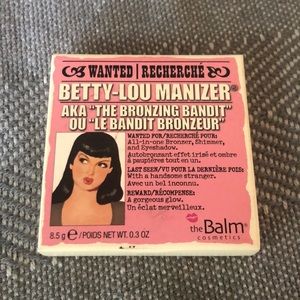 WANTED | RECHERCHÉ
BETTY-LOU MANIZER®
AKA "THE BRONZING BANDIT"
OU "LE BANDIT BRONZEUR"
WANTED FOR/RECHERCHÉ POUR:
All-in-one Bronzer, Shimmer,
and Eyeshadow.
Autobronzant effet irisé et ombre
à paupières tout en un.
LAST SEEN/VU POUR LA DERNIÈRE FOIS:
With a handsome stranger.
Avec un bel inconnu.
REWARD/RÉCOMPENSE:
A gorgeous glow.
Un éclat merveilleux.
theBalm®
cosmetics
8.5 g ℮/POIDS NET WT. 0.3 OZ